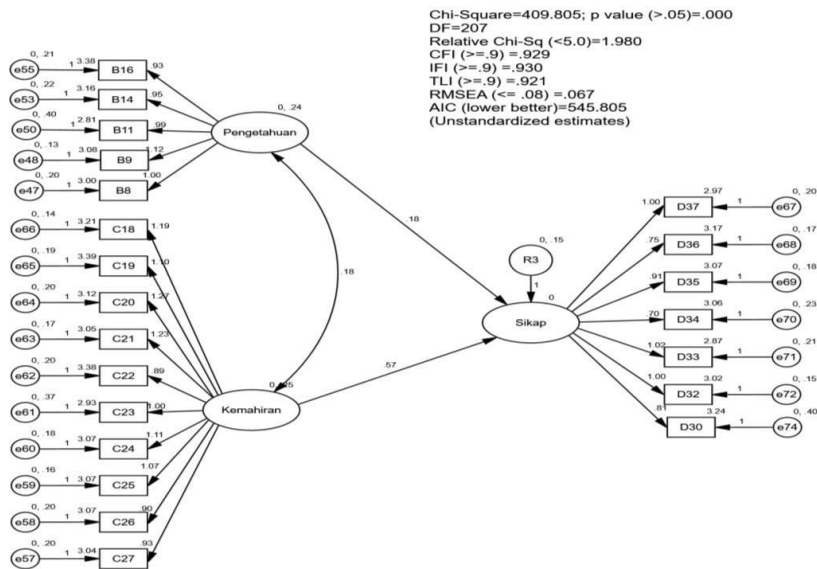 Chi-Square=409.805; p value (>.05)=.000
DF=207
Relative Chi-Sq (<5.0)=1.980
CFI (>=.9) =.929
IFI (>=.9) =.930
TLI (>=.9) =.921
RMSEA (<= .08) =.067
AIC (lower better)=545.805
(Unstandardized estimates)
0, .21
e55 1 3.38 B16 .93
0, .22
e53 1 3.16 B14 .95
0, .40
e50 1 2.81 B11 .99
0, .13
e48 1 3.08 B9 1.12
0, .20
e47 1 3.00 B8 1.00
0, .24
Pengetahuan
0, .14
e66 1 3.21 C18 1.19
0, .19
e65 1 3.39 C19 1.10
0, .20
e64 1 3.12 C20 1.27
0, .17
e63 1 3.05 C21 1.23
0, .20
e62 1 3.38 C22 .89
0, .37
e61 1 2.93 C23 1.00
0, .18
e60 1 3.07 C24 1.11
0, .16
e59 1 3.07 C25 1.07
0, .20
e58 1 3.07 C26 .90
0, .20
e57 1 3.04 C27 .93
Kemahiran
.18
.18
.57
0, .15
R3
1
0
Sikap
2.97 0, .20
1.00 D37 1 e67
3.17 0, .17
.75 D36 1 e68
3.07 0, .18
.91 D35 1 e69
3.06 0, .23
.70 D34 1 e70
2.87 0, .21
1.02 D33 1 e71
3.02 0, .15
1.00 D32 1 e72
3.24 0, .40
.81 D30 1 e74